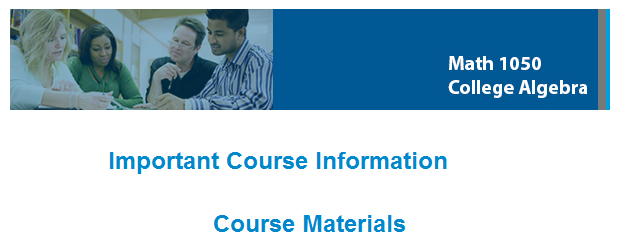 Math 1050
College Algebra
Important Course Information
Course Materials